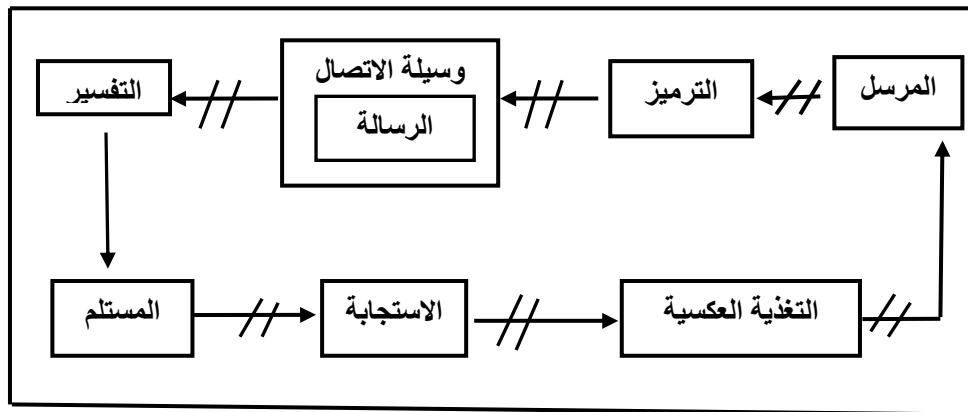 المرسل
الترميز
وسيلة الاتصال
الرسالة
التفسير
المستلم
الاستجابة
التغذية العكسية